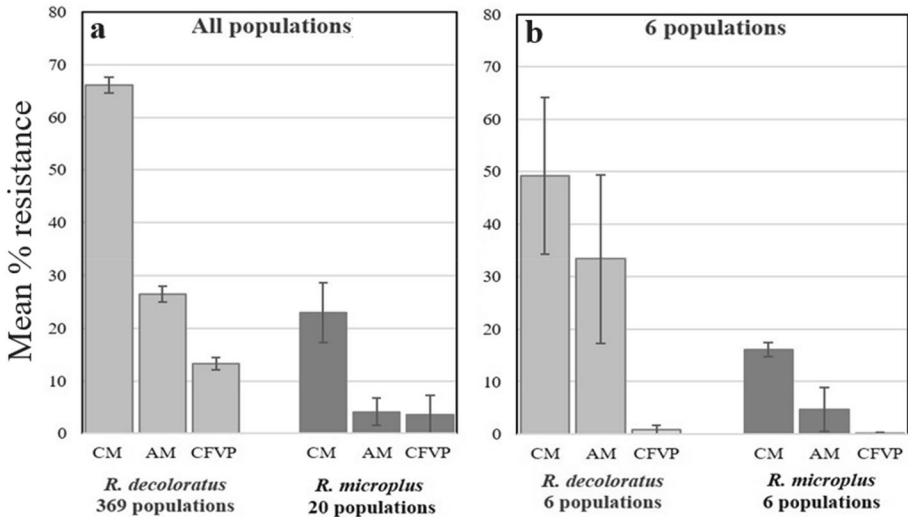 a
All populations
80
70
60
50
40
30
20
10
0
Mean % resistance
CM AM CFVP CM AM CFVP
R. decoloratus R. microplus
369 populations 20 populations
b
6 populations
80
70
60
50
40
30
20
10
0
CM AM CFVP CM AM CFVP
R. decoloratus R. microplus
6 populations 6 populations